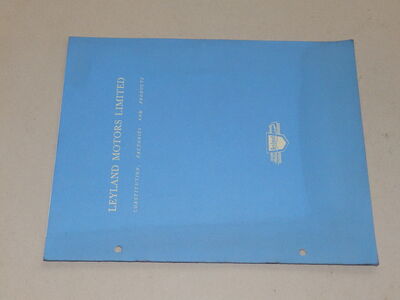 LEYLAND MOTORS LIMITED
CONSTITUTION, FACTORIES AND PRODUCTS